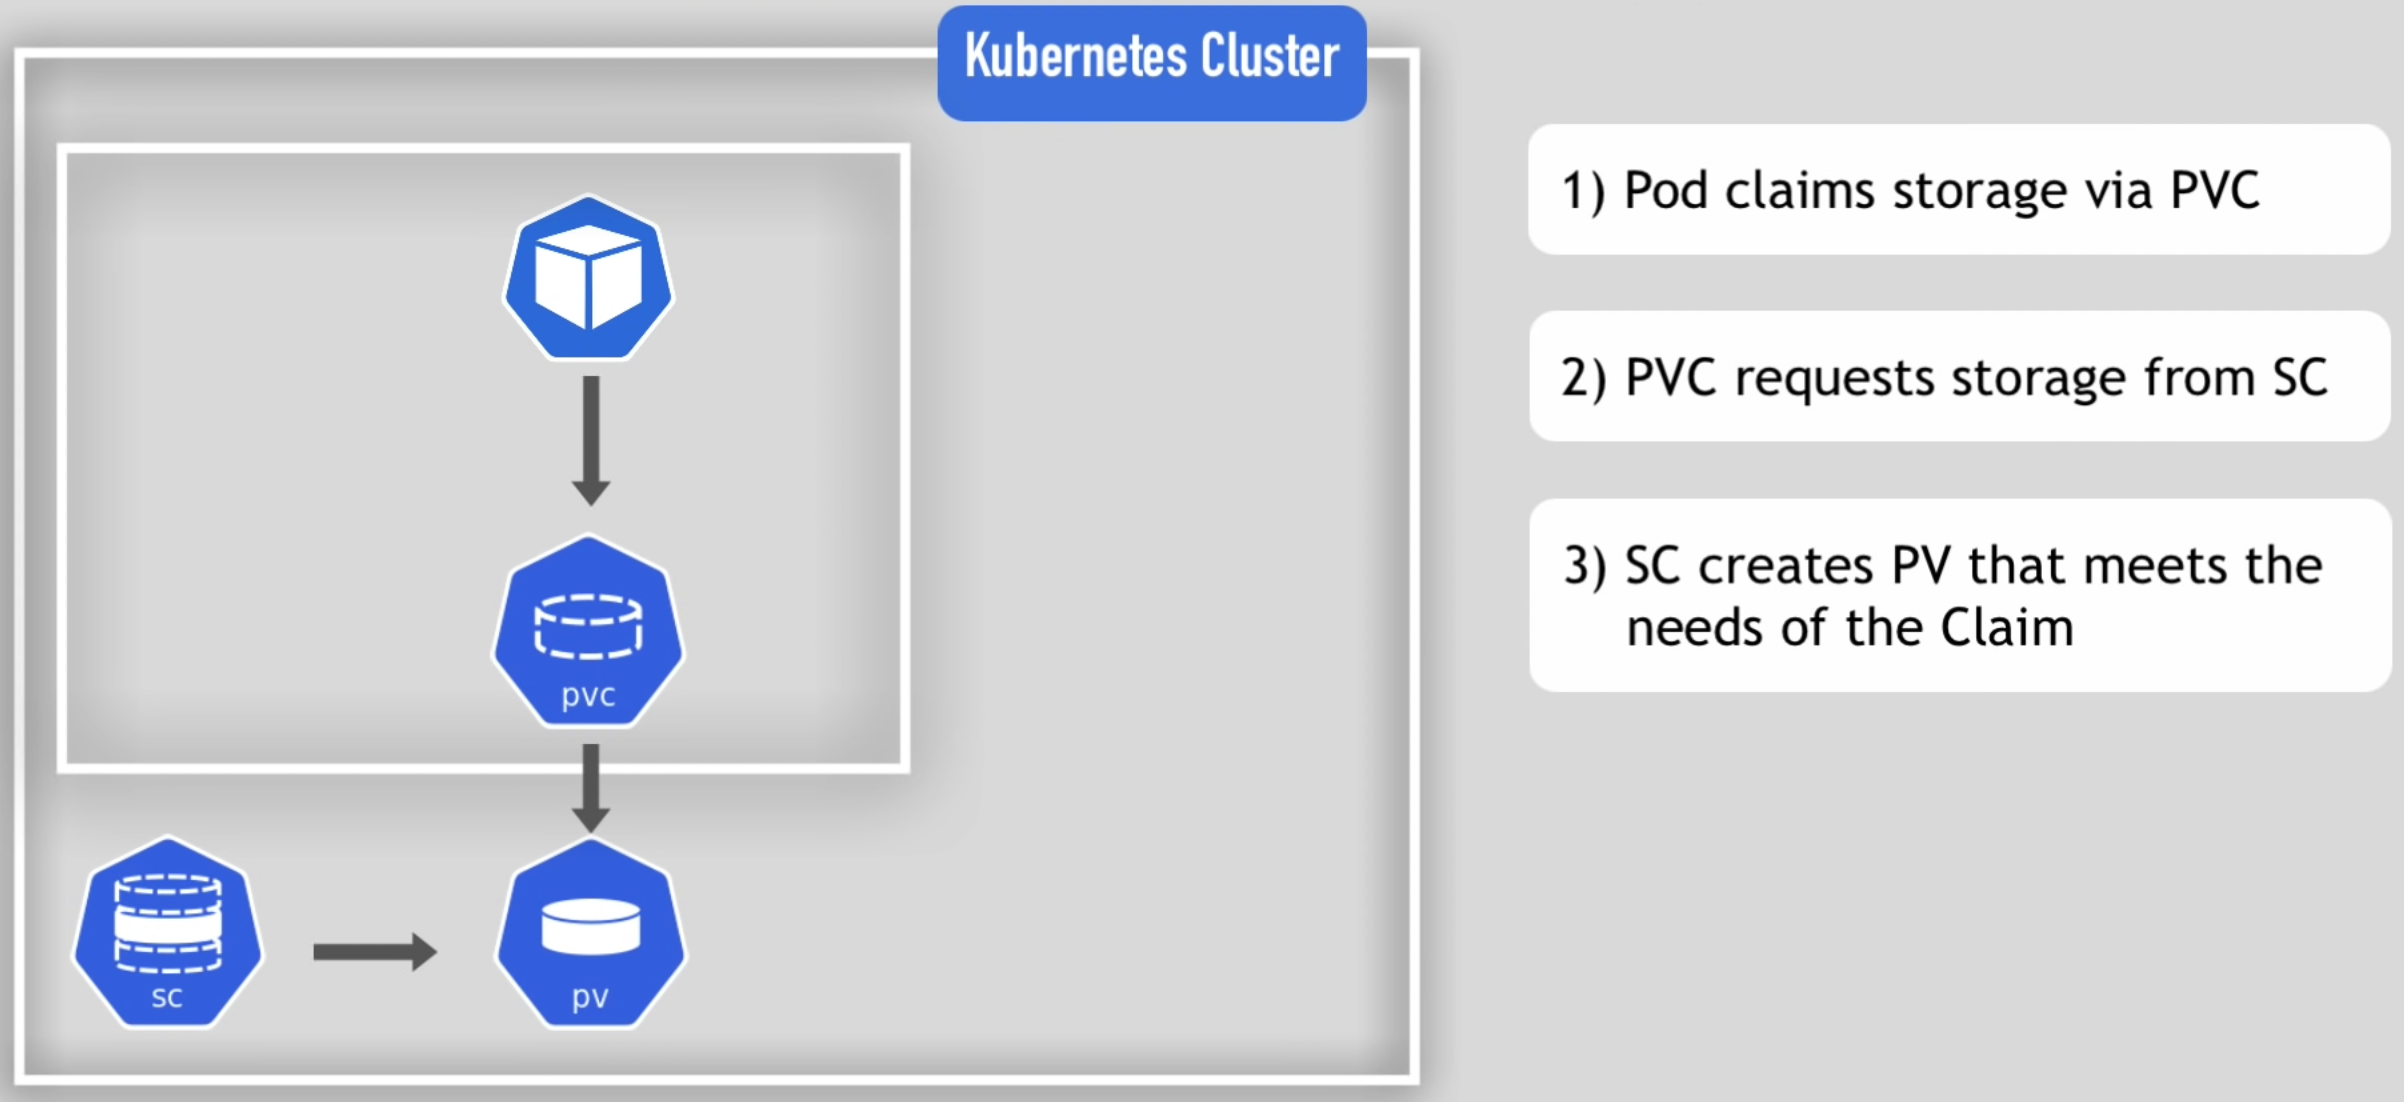 Kubernetes Cluster
1) Pod claims storage via PVC
2) PVC requests storage from SC
3) SC creates PV that meets the
needs of the Claim
pvc
sc
pv